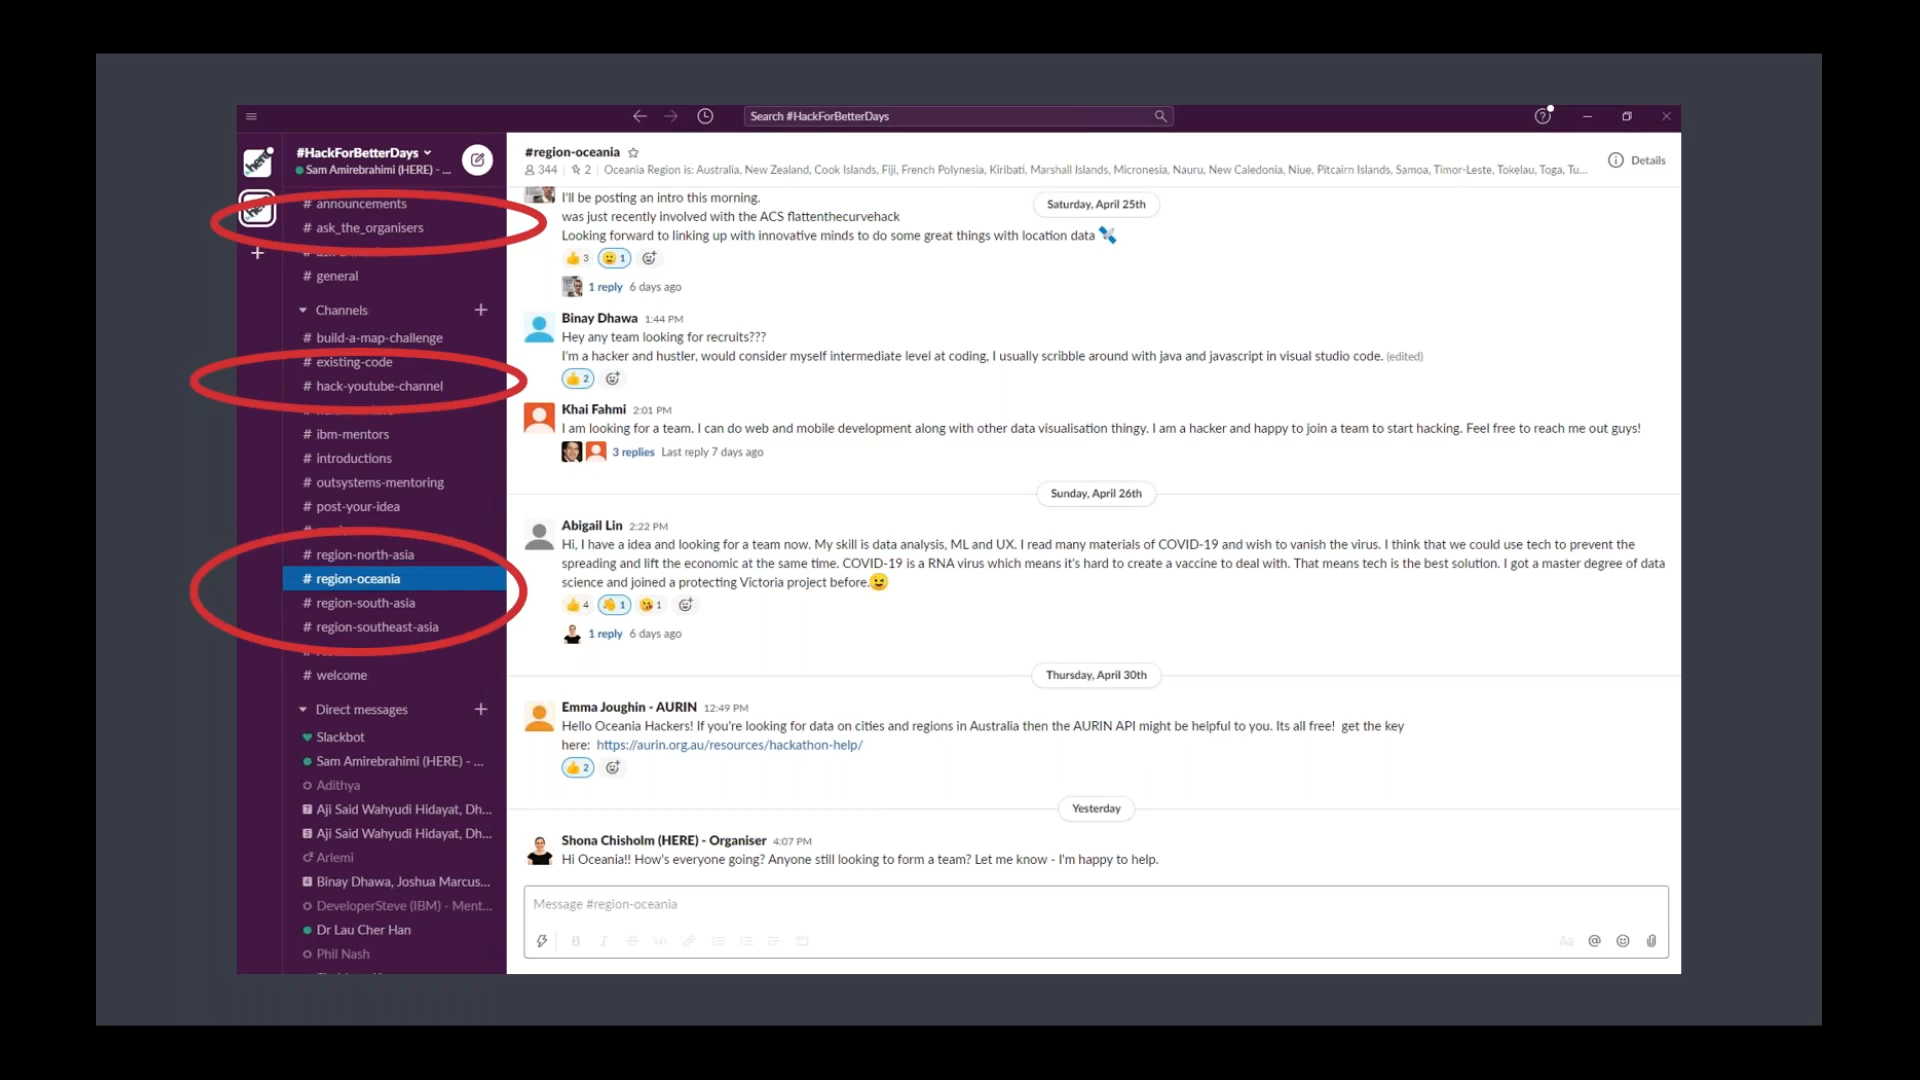 Search #HackForBetterDays
#HackForBetterDays
Sam Amirebrahimi (HERE) - ...
# announcements
# ask_the_organisers
# general
Channels
# build-a-map-challenge
# existing-code
# hack-youtube-channel
# ibm-mentors
# introductions
# outsystems-mentoring
# post-your-idea
# region-north-asia
# region-oceania
# region-south-asia
# region-southeast-asia
# welcome
Direct messages
Slackbot
Sam Amirebrahimi (HERE) - ...
Adithya
7 Aji Said Wahyudi Hidayat, Dh...
Aji Said Wahyudi Hidayat, Dh...
Arlemi
4 Binay Dhawa, Joshua Marcus...
DeveloperSteve (IBM) - Ment...
Dr Lau Cher Han
Phil Nash
#region-oceania
344 2 Oceania Region is: Australia, New Zealand, Cook Islands, Fiji, French Polynesia, Kiribati, Marshall Islands, Micronesia, Nauru, New Caledonia, Niue, Pitcairn Islands, Samoa, Timor-Leste, Tokelau, Toga, Tu...
Details
Saturday, April 25th
I'll be posting an intro this morning.
was just recently involved with the ACS flattenthecurvehack
Looking forward to linking up with innovative minds to do some great things with location data
3 1
1 reply 6 days ago
Binay Dhawa 1:44 PM
Hey any team looking for recruits???
I'm a hacker and hustler, would consider myself intermediate level at coding, I usually scribble around with java and javascript in visual studio code. (edited)
2
Khai Fahmi 2:01 PM
I am looking for a team. I can do web and mobile development along with other data visualisation thingy. I am a hacker and happy to join a team to start hacking. Feel free to reach me out guys!
3 replies Last reply 7 days ago
Sunday, April 26th
Abigail Lin 2:22 PM
Hi, I have a idea and looking for a team now. My skill is data analysis, ML and UX. I read many materials of COVID-19 and wish to vanish the virus. I think that we could use tech to prevent the
spreading and lift the economic at the same time. COVID-19 is a RNA virus which means it's hard to create a vaccine to deal with. That means tech is the best solution. I got a master degree of data
science and joined a protecting Victoria project before.
4 1 1
1 reply 6 days ago
Thursday, April 30th
Emma Joughin - AURIN 12:49 PM
Hello Oceania Hackers! If you're looking for data on cities and regions in Australia then the AURIN API might be helpful to you. Its all free! get the key
here: https://aurin.org.au/resources/hackathon-help/
2
Yesterday
Shona Chisholm (HERE) - Organiser 4:07 PM
Hi Oceania!! How's everyone going? Anyone still looking to form a team? Let me know - I'm happy to help.
Message #region-oceania
B I S </> Aa @